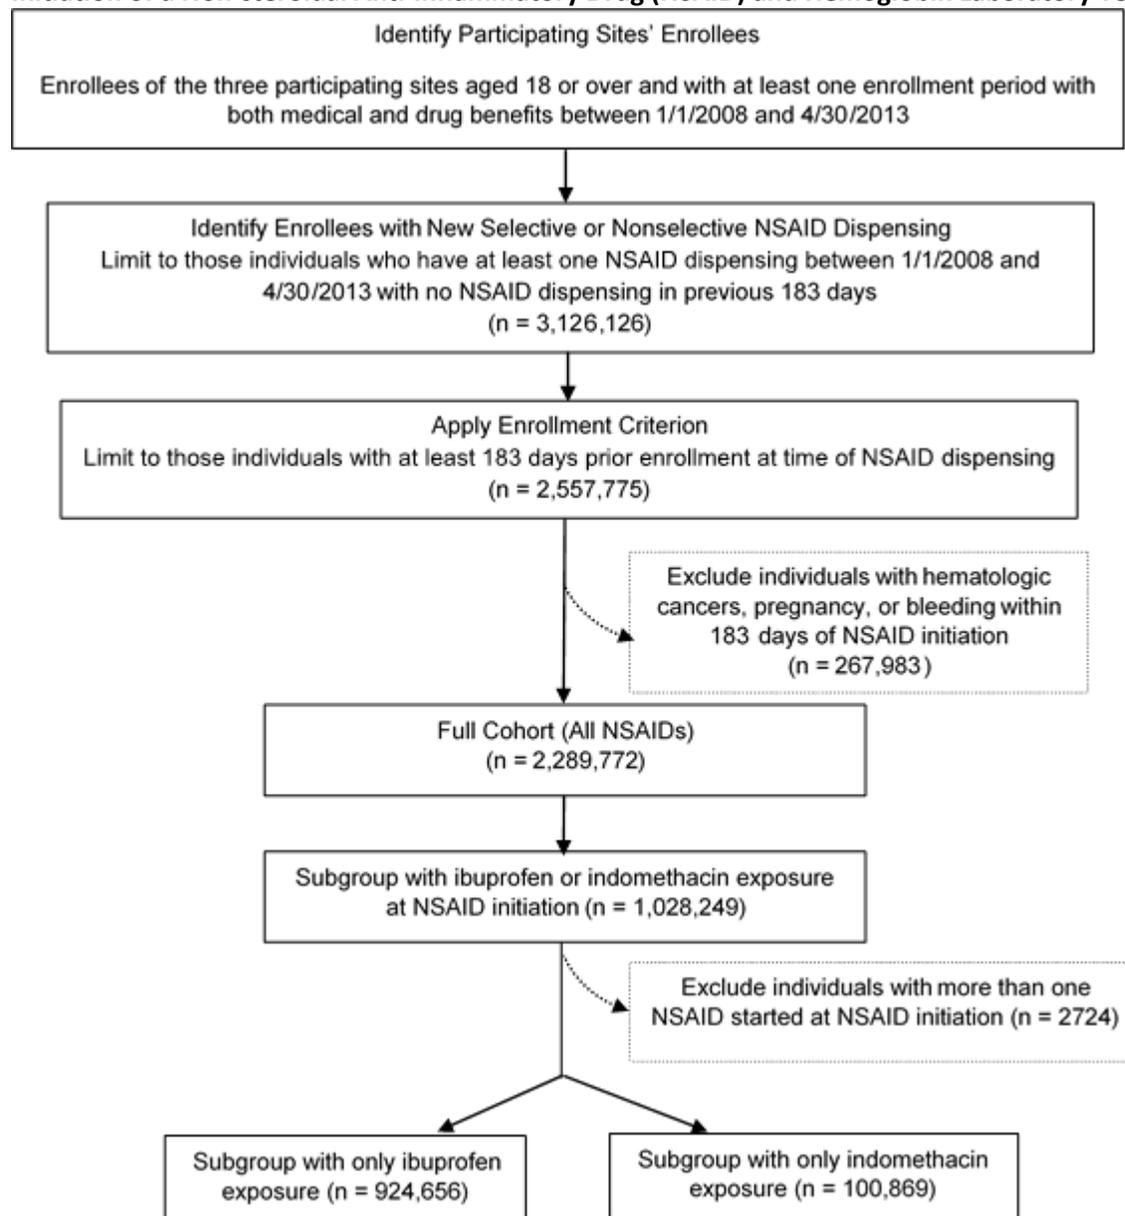 Identify Participating Sites' Enrollees
Enrollees of the three participating sites aged 18 or over and with at least one enrollment period with
both medical and drug benefits between 1/1/2008 and 4/30/2013
Identify Enrollees with New Selective or Nonselective NSAID Dispensing
Limit to those individuals who have at least one NSAID dispensing between 1/1/2008 and
4/30/2013 with no NSAID dispensing in previous 183 days
(n = 3,126,126)
Apply Enrollment Criterion
Limit to those individuals with at least 183 days prior enrollment at time of NSAID dispensing
(n = 2,557,775)
Exclude individuals with hematologic
cancers, pregnancy, or bleeding within
183 days of NSAID initiation
(n = 267,983)
Full Cohort (All NSAIDs)
(n = 2,289,772)
Subgroup with ibuprofen or indomethacin exposure
at NSAID initiation (n = 1,028,249)
Exclude individuals with more than one
NSAID started at NSAID initiation (n = 2724)
Subgroup with only ibuprofen
exposure (n = 924,656)
Subgroup with only indomethacin
exposure (n = 100,869)